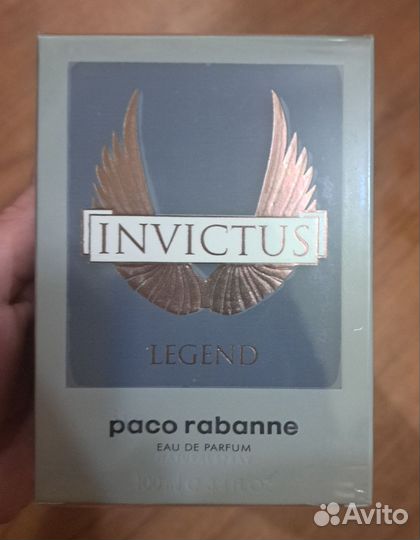 INVICTUS
LEGEND
paco rabanne
EAU DE PARFUM
Avito